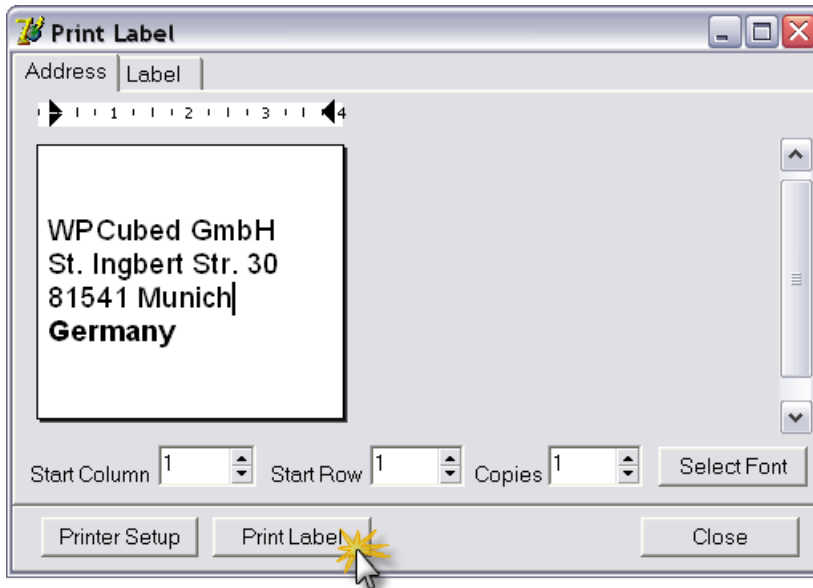 Print Label
Address Label
1 2 3 4
WPCubed GmbH
St. Ingbert Str. 30
81541 Munich
Germany
Start Column 1 Start Row 1 Copies 1 Select Font
Printer Setup Print Label Close